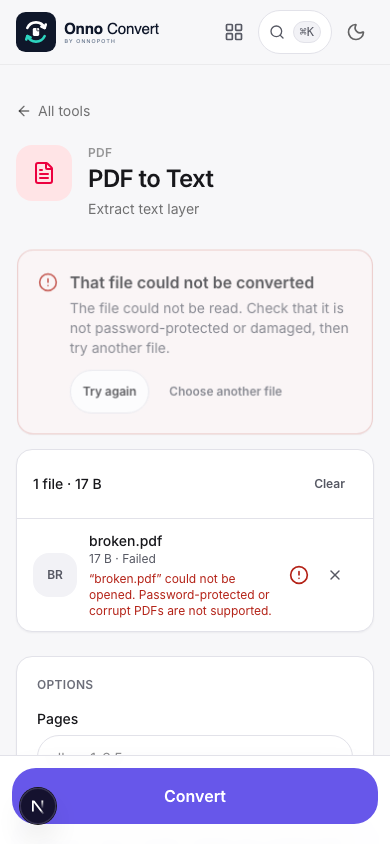 Onno Convert
BY ONNOPOTH
⌘K
All tools
PDF
PDF to Text
Extract text layer
That file could not be converted
The file could not be read. Check that it is
not password-protected or damaged, then
try another file.
Try again
Choose another file
1 file · 17 B
Clear
BR
broken.pdf
17 B · Failed
“broken.pdf” could not be
opened. Password-protected or
corrupt PDFs are not supported.
OPTIONS
Pages
Convert
N